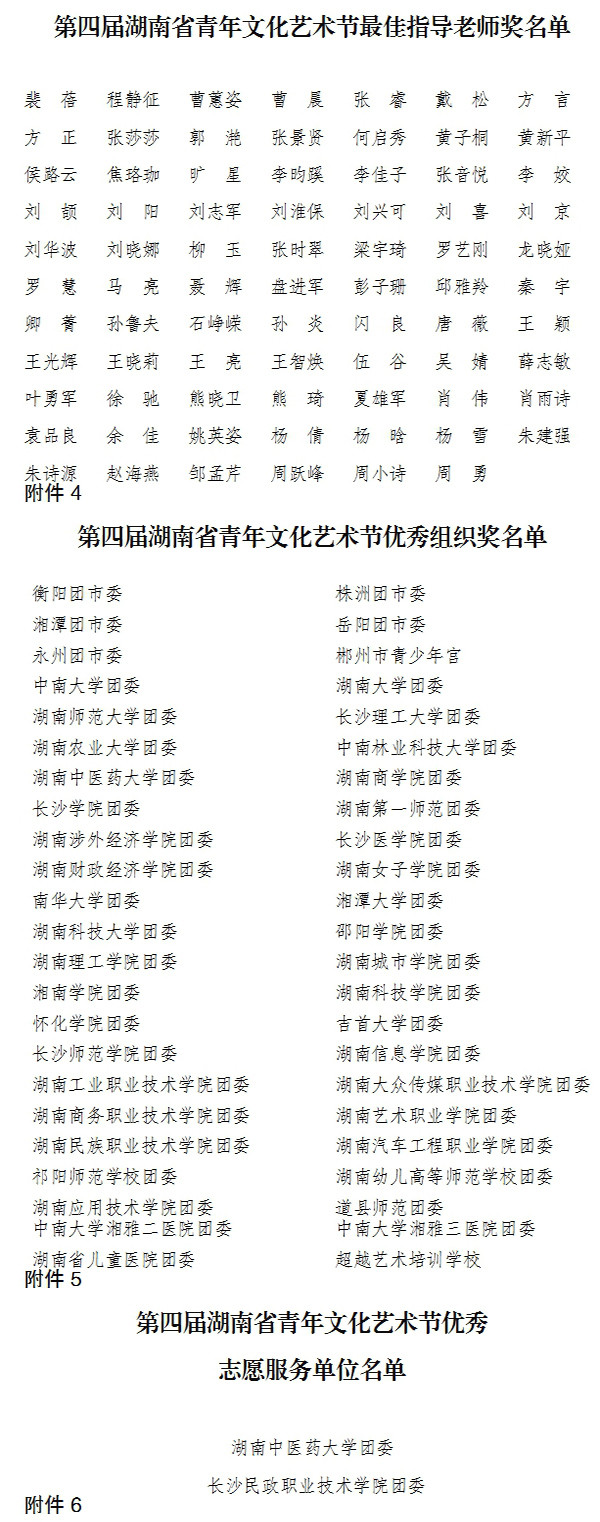 第四届湖南省青年文化艺术节最佳指导老师奖名单
裴　蓓 程静征 曹蕙姿 曹　晨 张　睿 戴　松 方　言
方　正 张莎莎 郭　滟 张景贤 何启秀 黄子桐 黄新平
侯路云 焦珞珈 旷　星 李昀蹊 李佳子 张音悦 李　姣
刘　颉 刘　阳 刘志军 刘淮保 刘兴可 刘　喜 刘　京
刘华波 刘晓娜 柳　玉 张时翠 梁宇琦 罗艺刚 龙晓娅
罗　慧 马　亮 聂　辉 盘进军 彭子珊 邱雅羚 秦　宇
卿　菁 孙鲁夫 石峥嵘 孙　炎 闪　良 唐　薇 王　颖
王光辉 王晓莉 王　亮 王智焕 伍　谷 吴　婧 薛志敏
叶勇军 徐　驰 熊晓卫 熊　琦 夏雄军 肖　伟 肖雨诗
袁品良 余　佳 姚英姿 杨　倩 杨　晗 杨　雪 朱建强
朱诗源 赵海燕 邹孟芹 周跃峰 周小诗 周　勇
附件 4
第四届湖南省青年文化艺术节优秀组织奖名单
衡阳团市委 株洲团市委
湘潭团市委 岳阳团市委
永州团市委 郴州市青少年宫
中南大学团委 湖南大学团委
湖南师范大学团委 长沙理工大学团委
湖南农业大学团委 中南林业科技大学团委
湖南中医药大学团委 湖南商学院团委
长沙学院团委 湖南第一师范团委
湖南涉外经济学院团委 长沙医学院团委
湖南财政经济学院团委 湖南女子学院团委
南华大学团委 湘潭大学团委
湖南科技大学团委 邵阳学院团委
湖南理工学院团委 湖南城市学院团委
湘南学院团委 湖南科技学院团委
怀化学院团委 吉首大学团委
长沙师范学院团委 湖南信息学院团委
湖南工业职业技术学院团委 湖南大众传媒职业技术学院团委
湖南商务职业技术学院团委 湖南艺术职业学院团委
湖南民族职业技术学院团委 湖南汽车工程职业学院团委
祁阳师范学校团委 湖南幼儿高等师范学校团委
湖南应用技术学院团委 道县师范团委
中南大学湘雅二医院团委 中南大学湘雅三医院团委
湖南省儿童医院团委 超越艺术培训学校
附件 5
第四届湖南省青年文化艺术节优秀
志愿服务单位名单
湖南中医药大学团委
长沙民政职业技术学院团委
附件 6